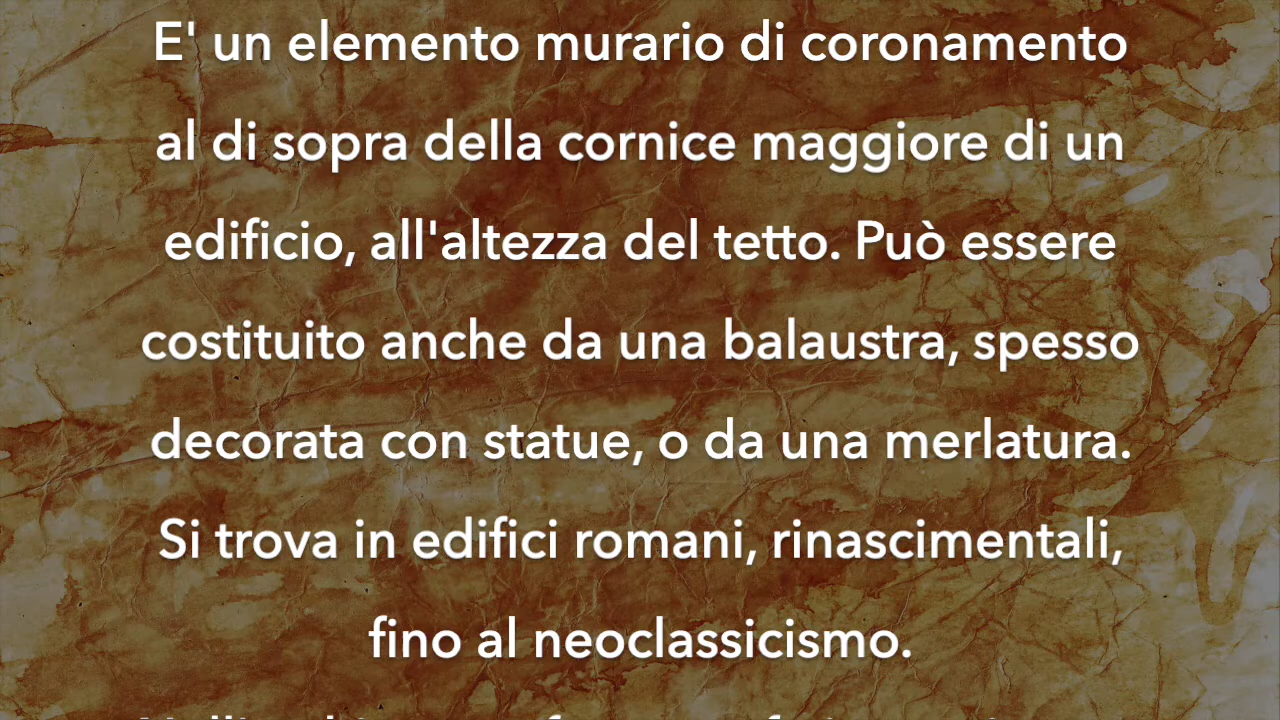 E' un elemento murario di coronamento
al di sopra della cornice maggiore di un
edificio, all'altezza del tetto. Può essere
costituito anche da una balaustra, spesso
decorata con statue, o da una merlatura.
Si trova in edifici romani, rinascimentali,
fino al neoclassicismo.